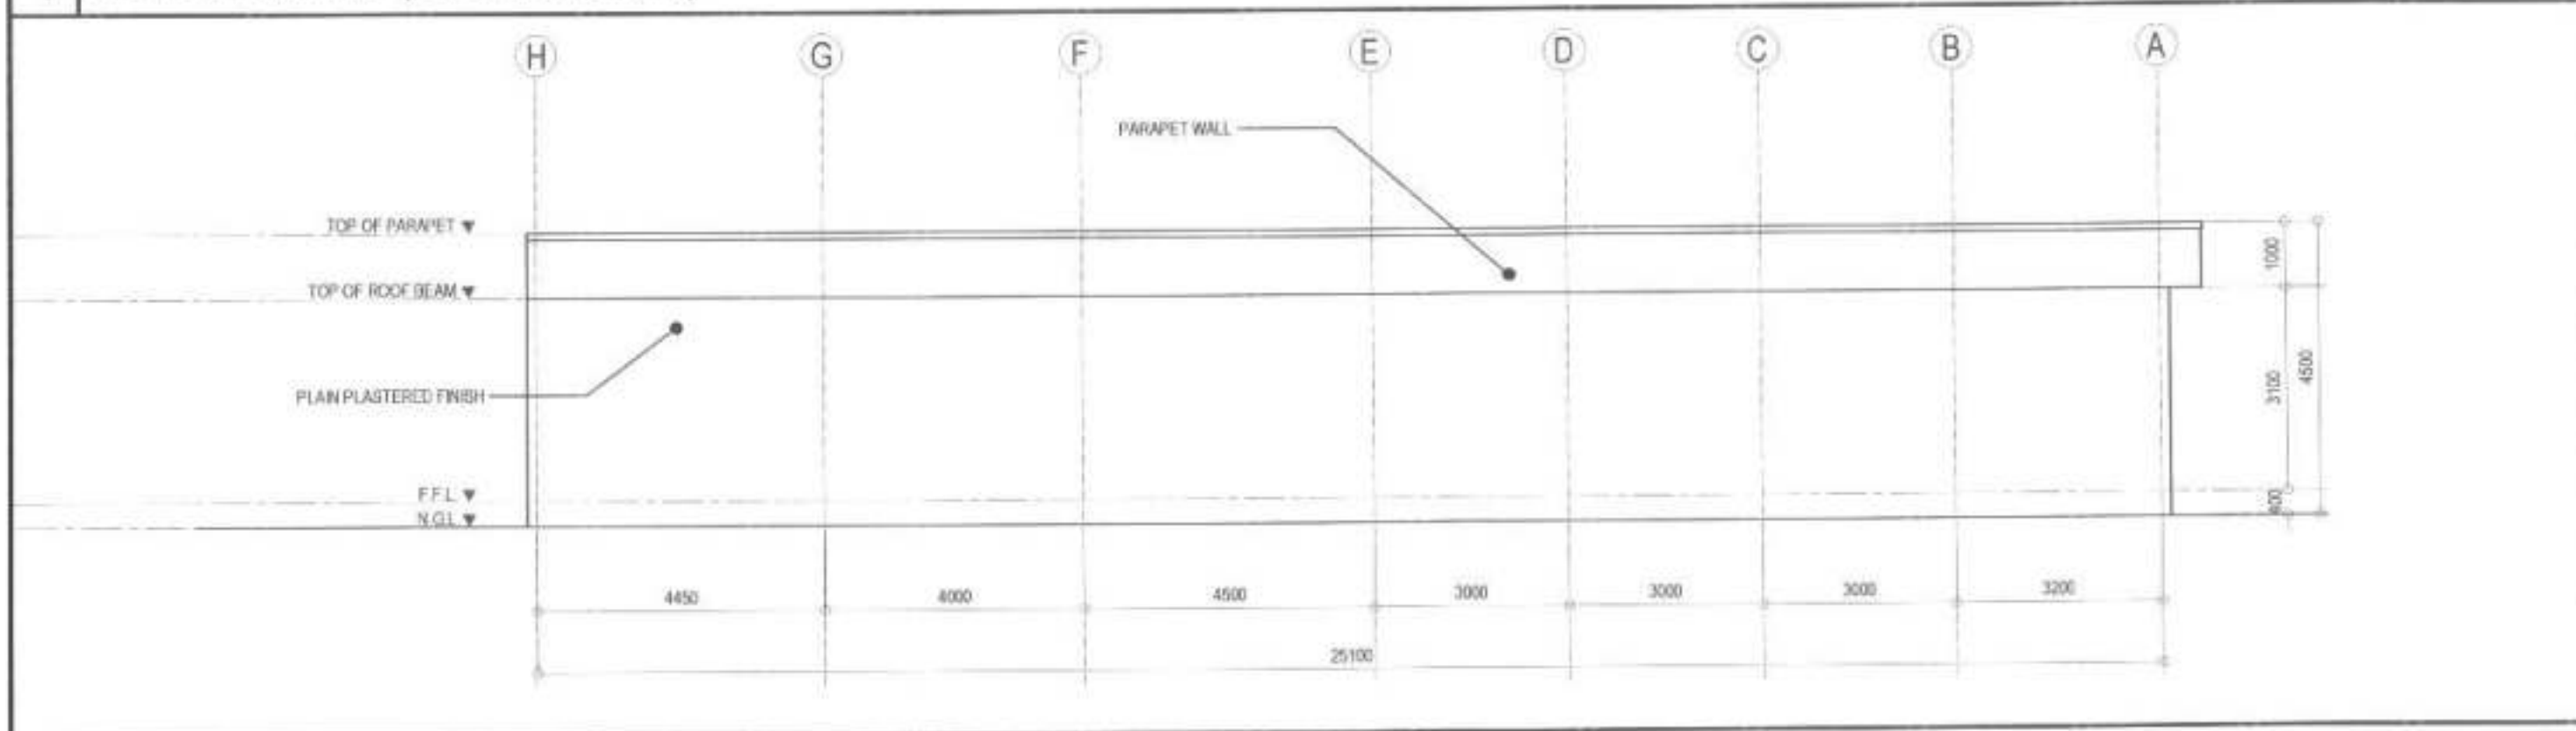 H G F E D C B A
PARAPET WALL
TOP OF PARAPET
TOP OF ROOF BEAM
PLAIN PLASTERED FINISH
F.F.L
N.G.L
1000
3100
4500
400
4450 4000 4500 3000 3000 3000 3200
25100